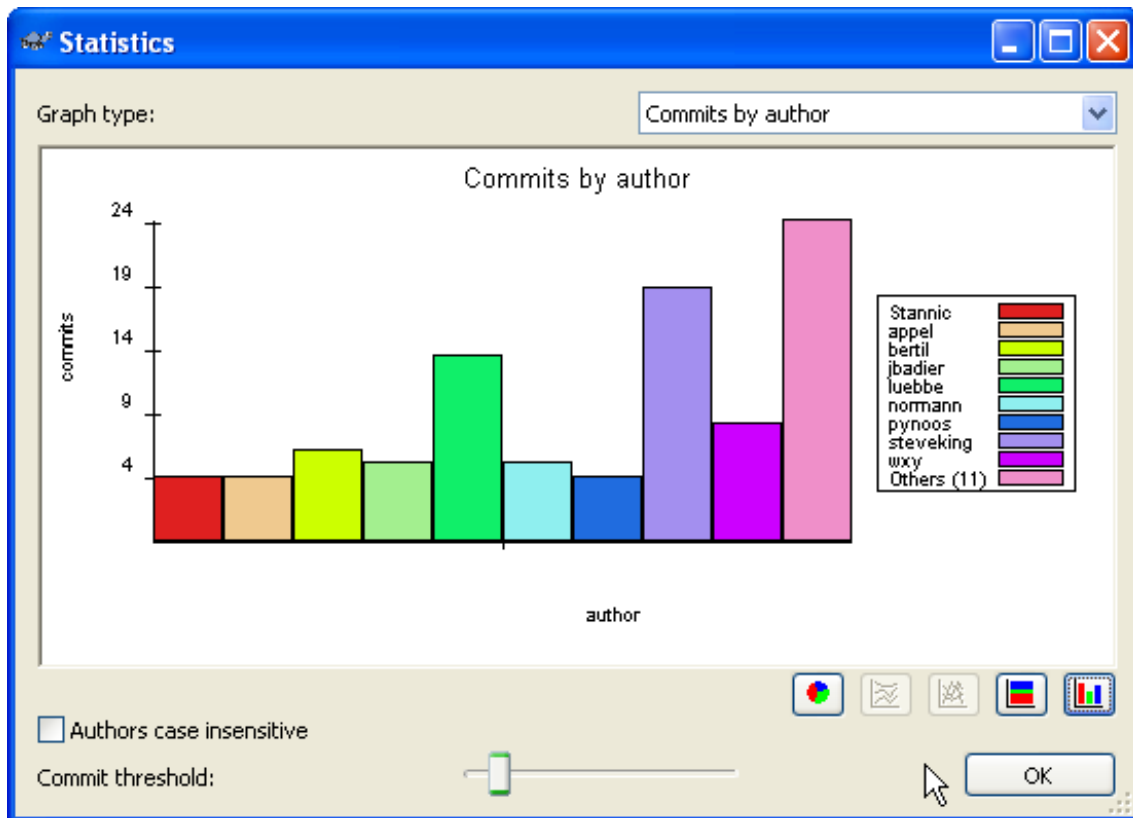 Statistics
Graph type:
Commits by author
Commits by author
24
19
14
9
4
commits
author
Stannic
appel
bertil
jbadier
luebbe
normann
pynoos
steveking
wxy
Others (11)
Authors case insensitive
Commit threshold:
OK